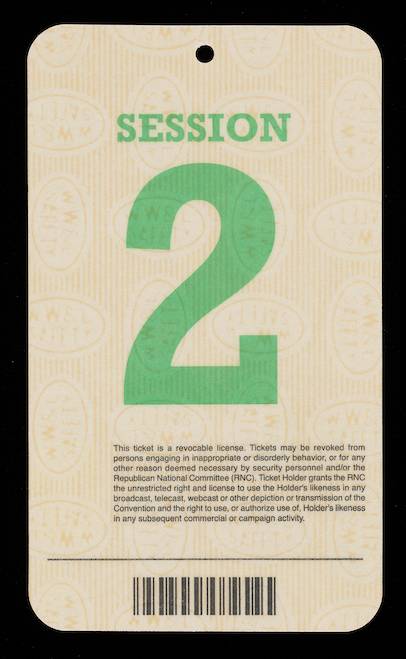 SESSION
2
This ticket is a revocable license. Tickets may be revoked from
persons engaging in inappropriate or disorderly behavior, or for any
other reason deemed necessary by security personnel and/or the
Republican National Committee (RNC). Ticket Holder grants the RNC
the unrestricted right and license to use the Holder's likeness in any
broadcast, telecast, webcast or other depiction or transmission of the
Convention and the right to use, or authorize use of, Holder's likeness
in any subsequent commercial or campaign activity.